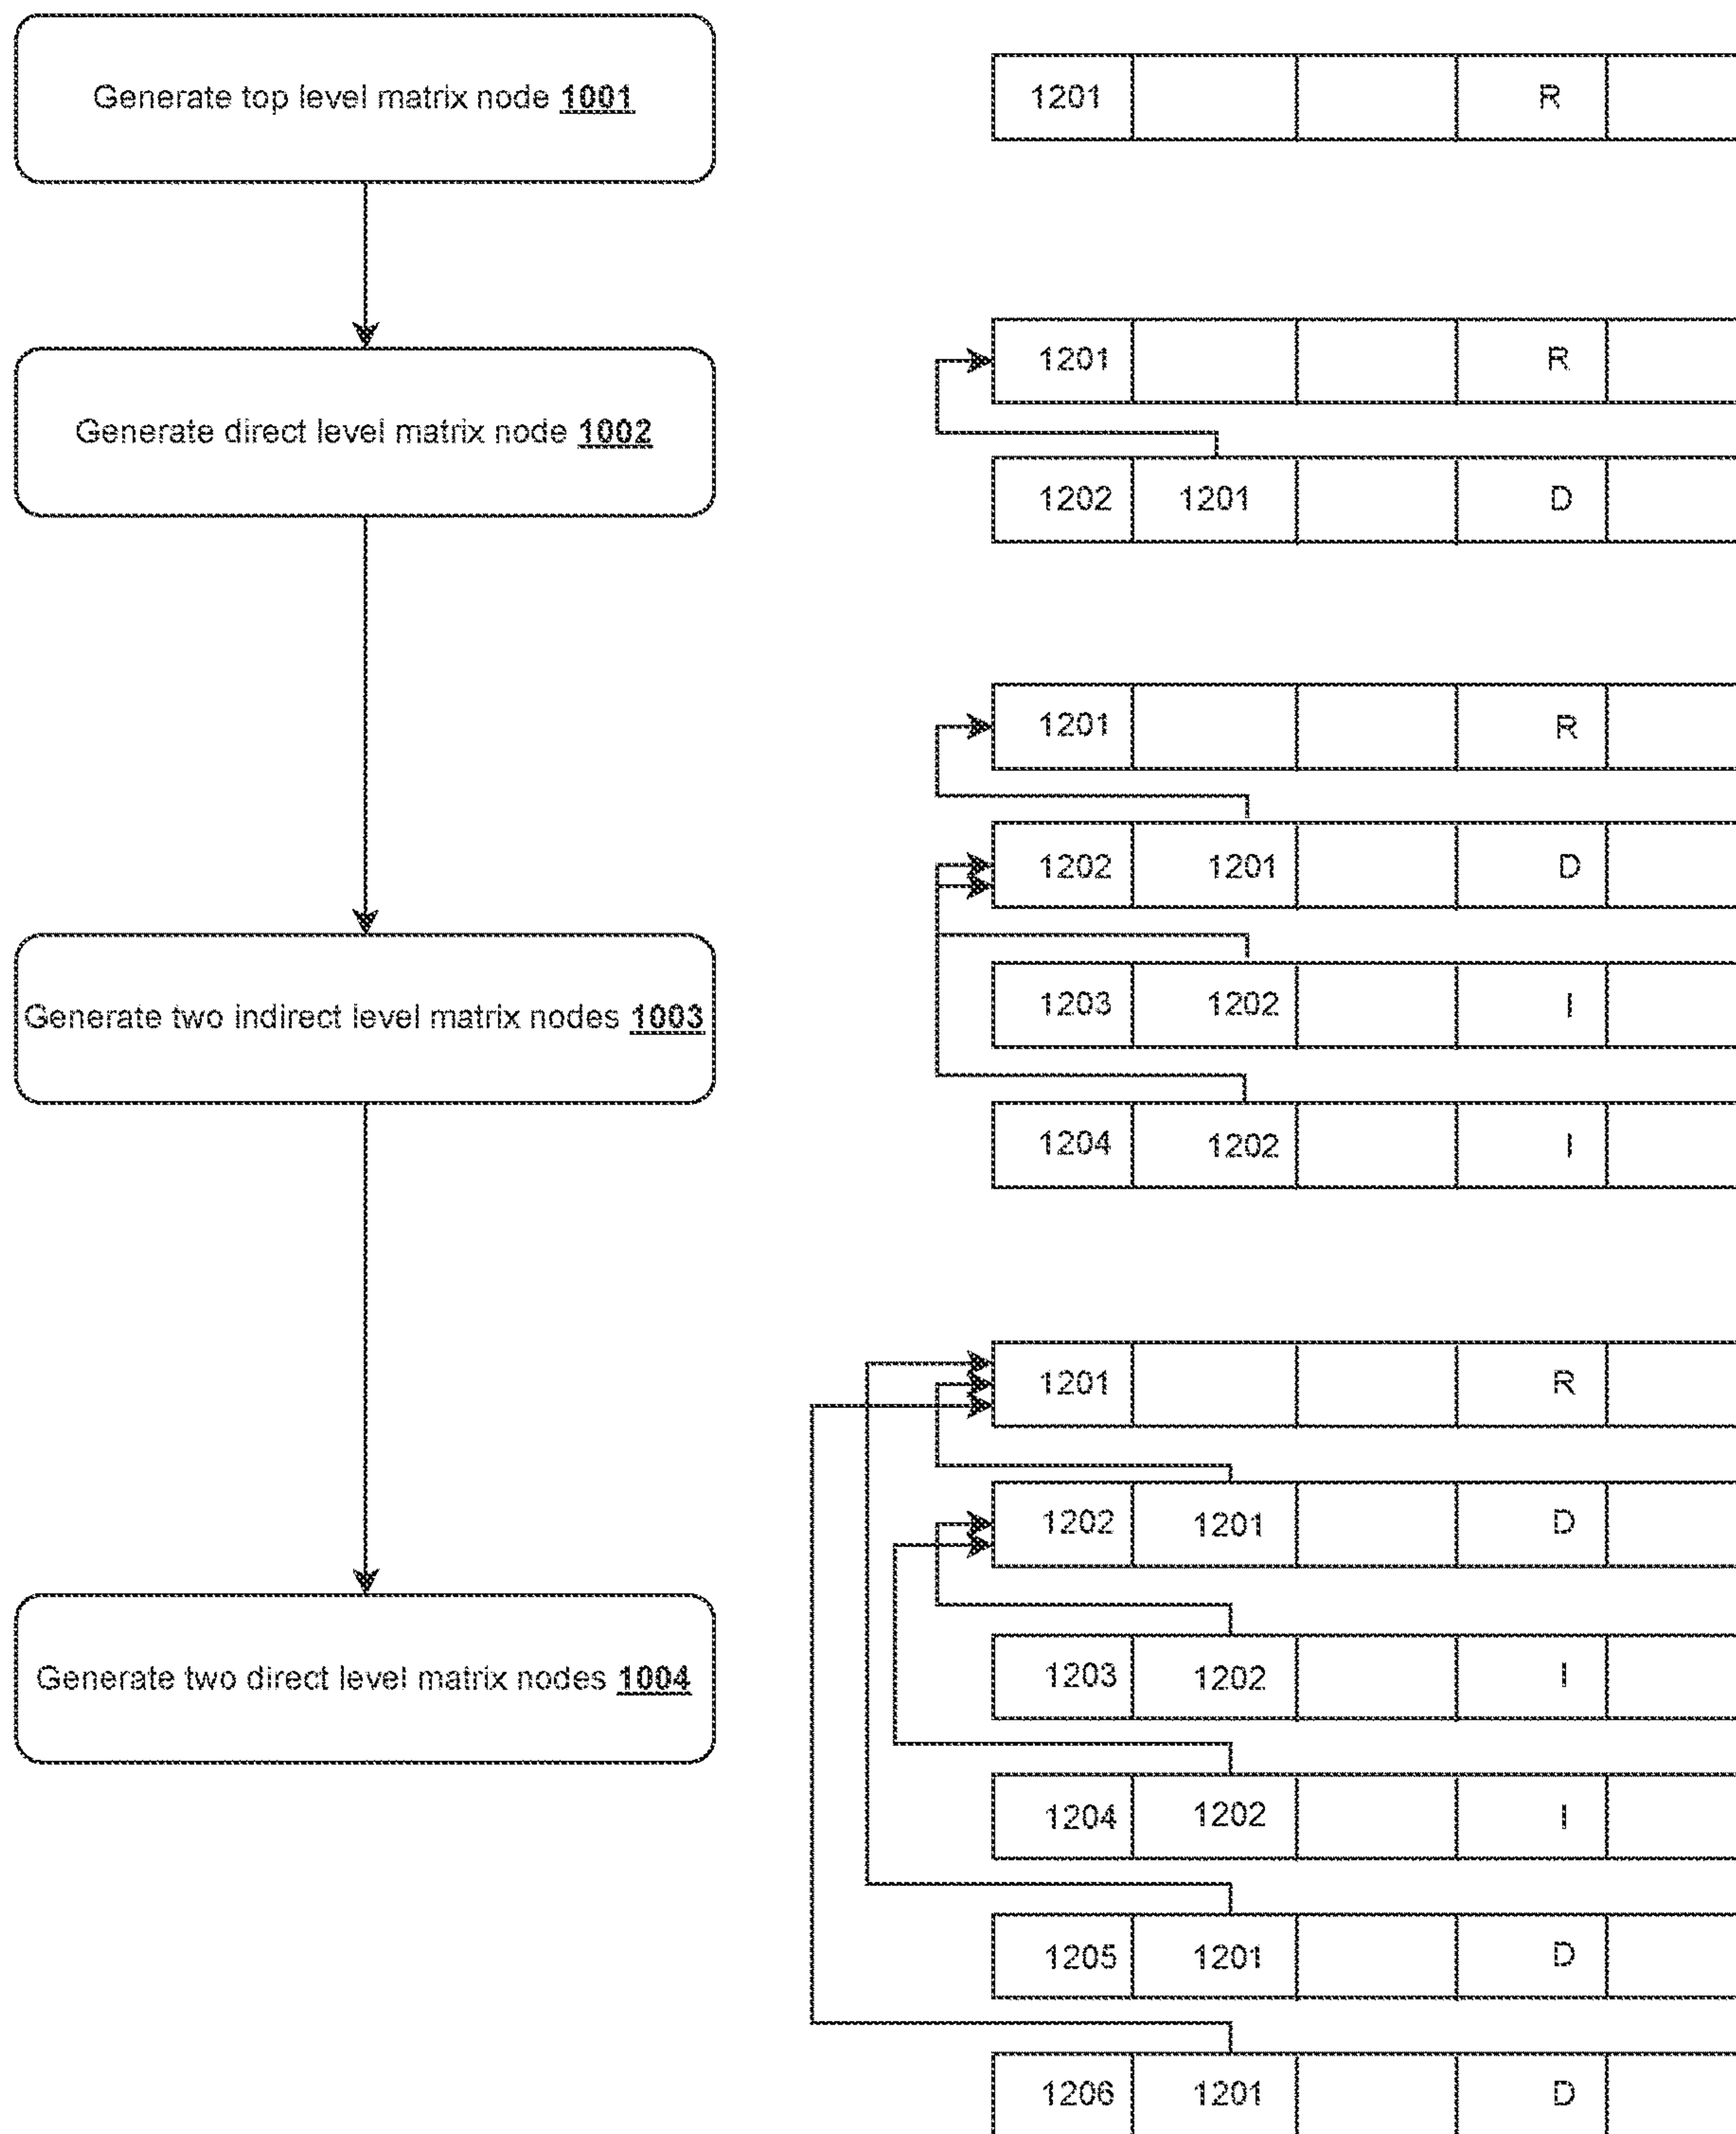 Generate top level matrix node 1001
1201 R
Generate direct level matrix node 1002
1201 R
1202 1201 D
Generate two indirect level matrix nodes 1003
1201 R
1202 1201 D
1203 1202 I
1204 1202 I
Generate two direct level matrix nodes 1004
1201 R
1202 1201 D
1203 1202 I
1204 1202 I
1205 1201 D
1206 1201 D